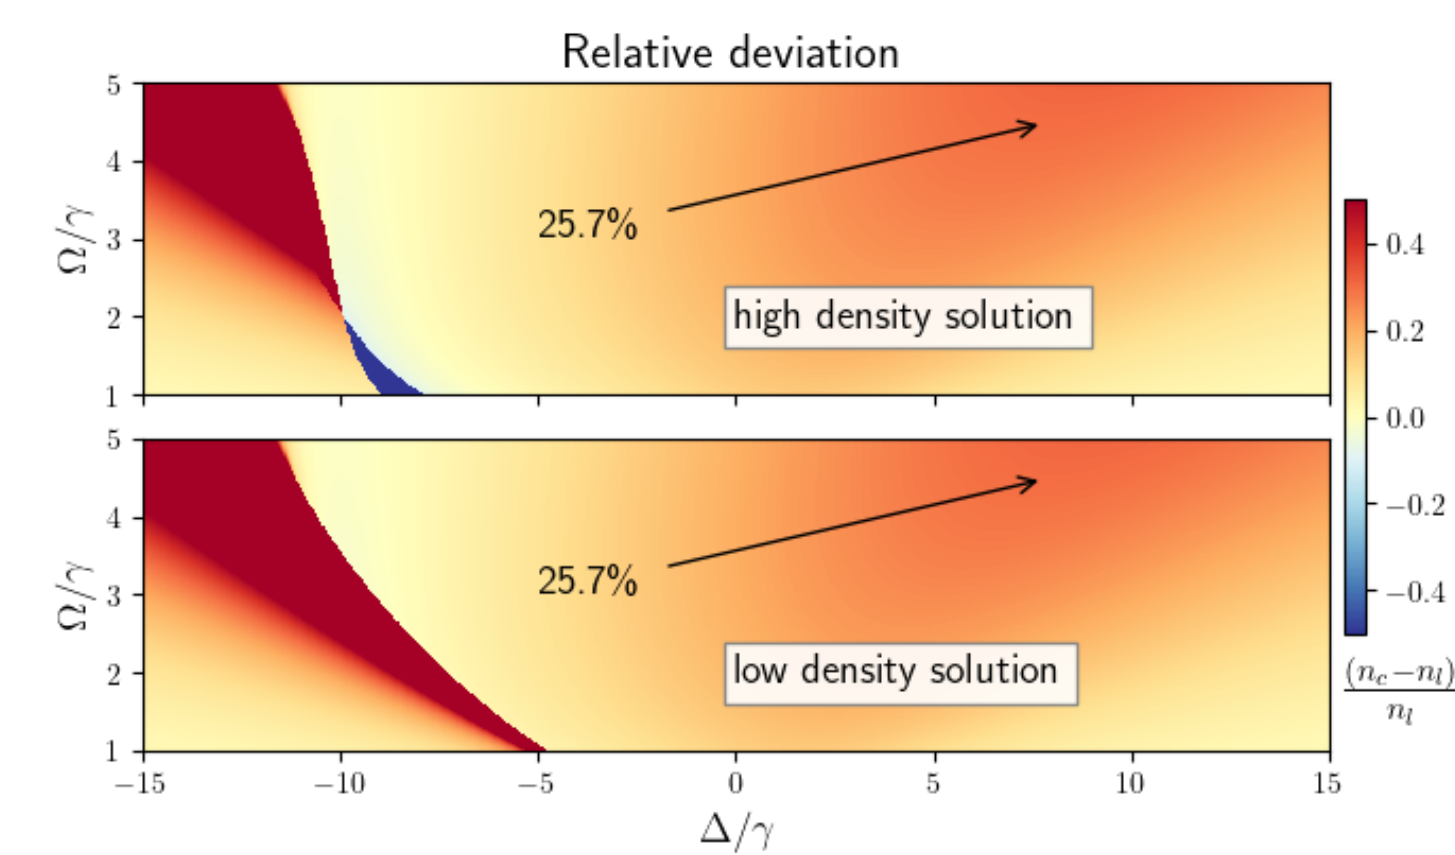 Relative deviation
5
4
3
2
1
Ω/γ
25.7%
high density solution
0.4
0.2
0.0
−0.2
−0.4
(n_c−n_l)
n_l
5
4
3
2
1
Ω/γ
25.7%
low density solution
−15 −10 −5 0 5 10 15
Δ/γ